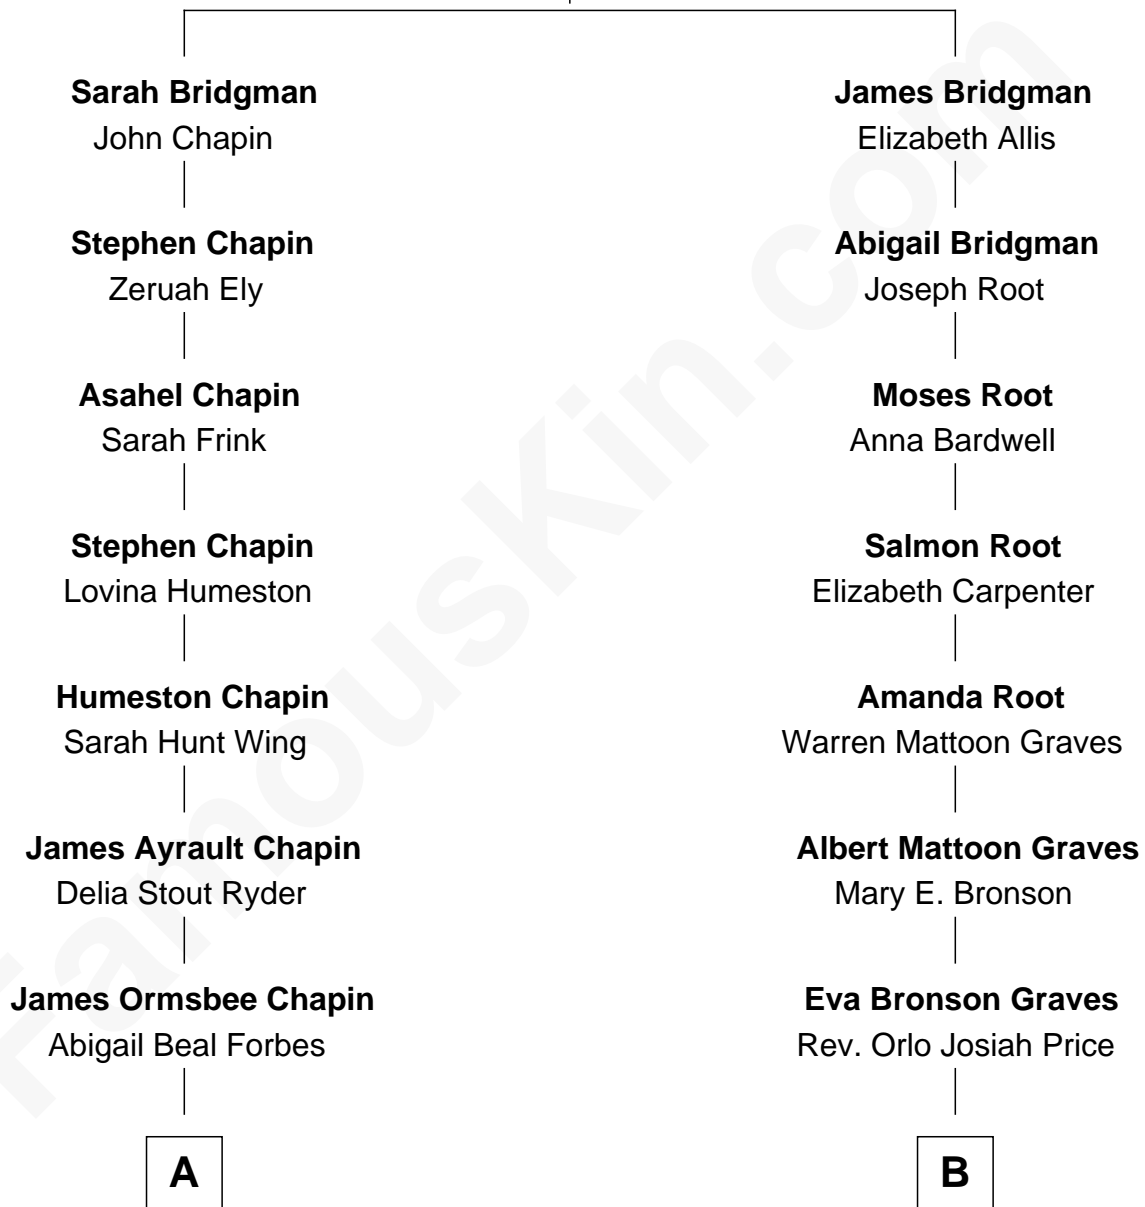 Sarah Bridgman
John Chapin
James Bridgman
Elizabeth Allis
Stephen Chapin
Zeruah Ely
Abigail Bridgman
Joseph Root
Asahel Chapin
Sarah Frink
Moses Root
Anna Bardwell
Stephen Chapin
Lovina Humeston
Salmon Root
Elizabeth Carpenter
Humeston Chapin
Sarah Hunt Wing
Amanda Root
Warren Mattoon Graves
James Ayrault Chapin
Delia Stout Ryder
Albert Mattoon Graves
Mary E. Bronson
James Ormsbee Chapin
Abigail Beal Forbes
Eva Bronson Graves
Rev. Orlo Josiah Price
A
B
FamousKin.com